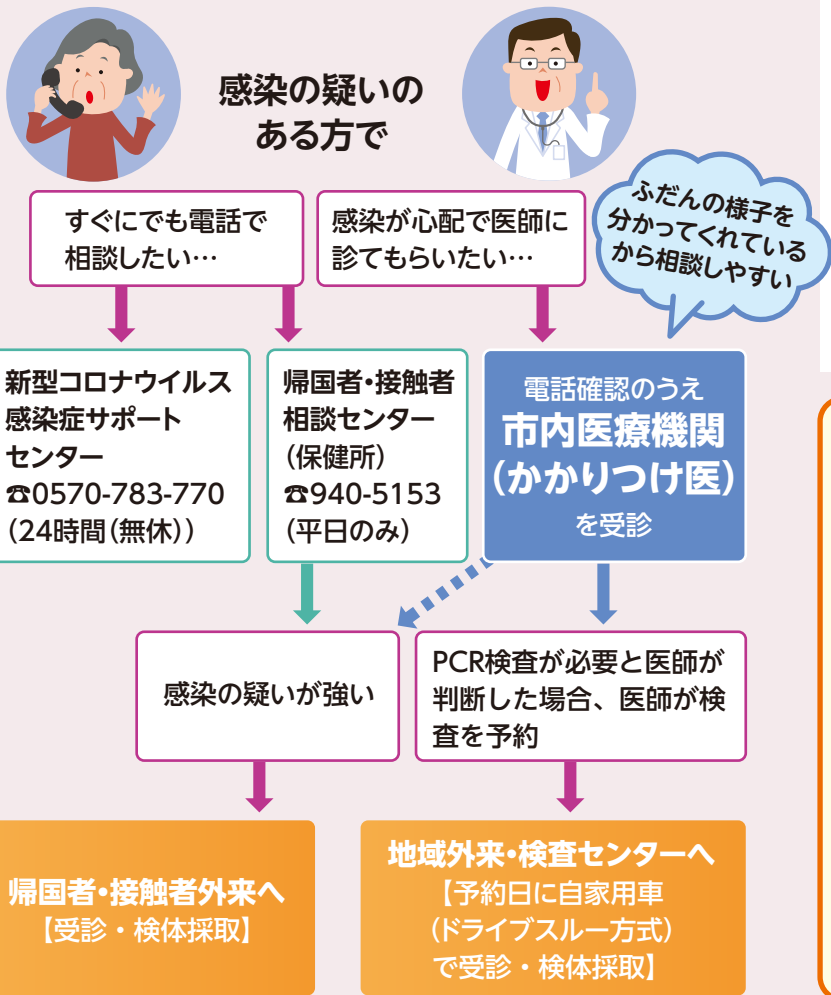 感染の疑いの
ある方で
すぐにでも電話で
相談したい…
感染が心配で医師に
診てもらいたい…
ふだんの様子を
分かってくれている
から相談しやすい
新型コロナウイルス
感染症サポート
センター
☎0570-783-770
(24時間(無休))
帰国者・接触者
相談センター
(保健所)
☎940-5153
(平日のみ)
電話確認のうえ
市内医療機関
(かかりつけ医)
を受診
感染の疑いが強い
PCR検査が必要と医師が
判断した場合、医師が検
査を予約
帰国者・接触者外来へ
【受診・検体採取】
地域外来・検査センターへ
【予約日に自家用車
(ドライブスルー方式)
で受診・検体採取】